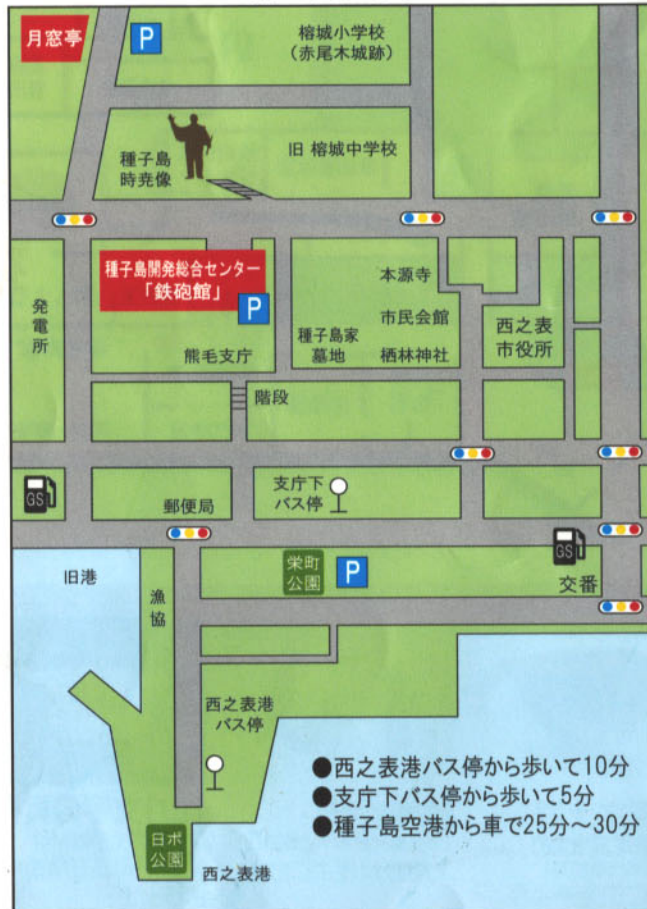 月窓亭
P
榕城小学校
(赤尾木城跡)
種子島
時尭像
旧 榕城中学校
種子島開発総合センター
「鉄砲館」
P
発電所
熊毛支庁
種子島家
墓地
本源寺
市民会館
栖林神社
西之表
市役所
階段
GS
郵便局
支庁下
バス停
GS
旧港
漁協
栄町
公園
P
交番
西之表港
バス停
●西之表港バス停から歩いて10分
●支庁下バス停から歩いて5分
●種子島空港から車で25分～30分
日ポ
公園
西之表港